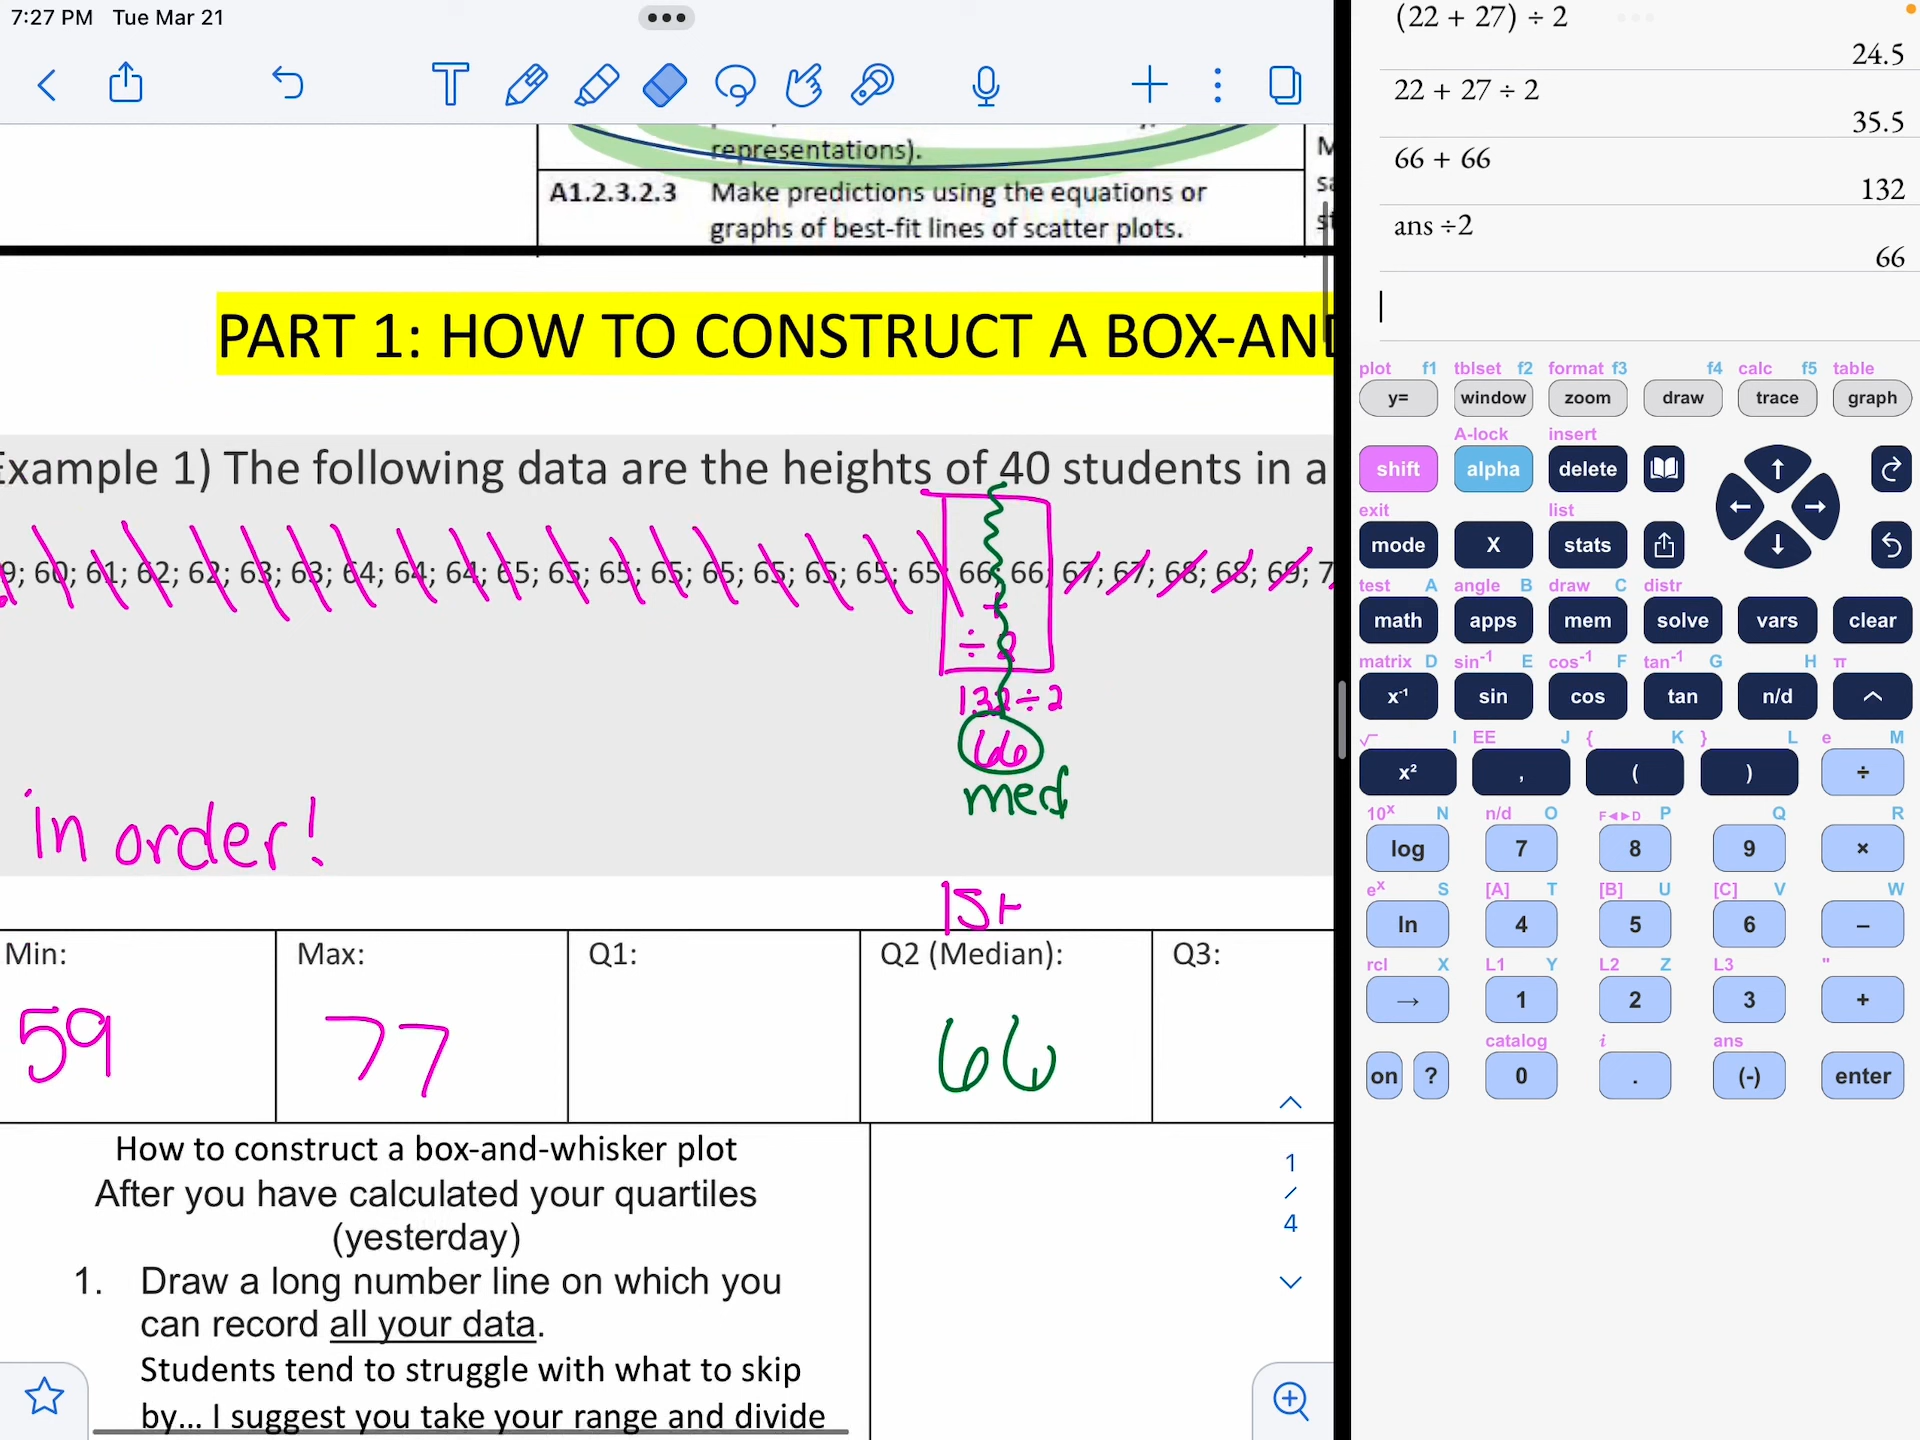 7:27 PM Tue Mar 21
representations).
A1.2.3.2.3 Make predictions using the equations or
graphs of best-fit lines of scatter plots.
PART 1: HOW TO CONSTRUCT A BOX-AND
Example 1) The following data are the heights of 40 students in a
9; 60; 61; 62; 62; 63; 63; 64; 64; 64; 65; 65; 65; 65; 65; 65; 65; 65; 65; 66; 66; 67; 67; 68; 68; 69; 7
+
÷ 2
132÷2
66
med
in order!
1st
Min: Max: Q1: Q2 (Median): Q3:
59 77 66
How to construct a box-and-whisker plot
After you have calculated your quartiles
(yesterday)
1. Draw a long number line on which you
can record all your data.
Students tend to struggle with what to skip
by... I suggest you take your range and divide
1
/
4
(22 + 27) ÷ 2
24.5
22 + 27 ÷ 2
35.5
66 + 66
132
ans ÷2
66
plot f1 tblset f2 format f3 f4 calc f5 table
y= window zoom draw trace graph
A-lock insert
shift alpha delete
exit list
mode X stats
test A angle B draw C distr
math apps mem solve vars clear
matrix D sin⁻¹ E cos⁻¹ F tan⁻¹ G H π
x⁻¹ sin cos tan n/d ^
√ I EE J { K } L e M
x² , ( ) ÷
10ˣ N n/d O F◄►D P Q R
log 7 8 9 ×
eˣ S [A] T [B] U [C] V W
ln 4 5 6 −
rcl X L1 Y L2 Z L3 "
→ 1 2 3 +
catalog i ans
on ? 0 . (-) enter